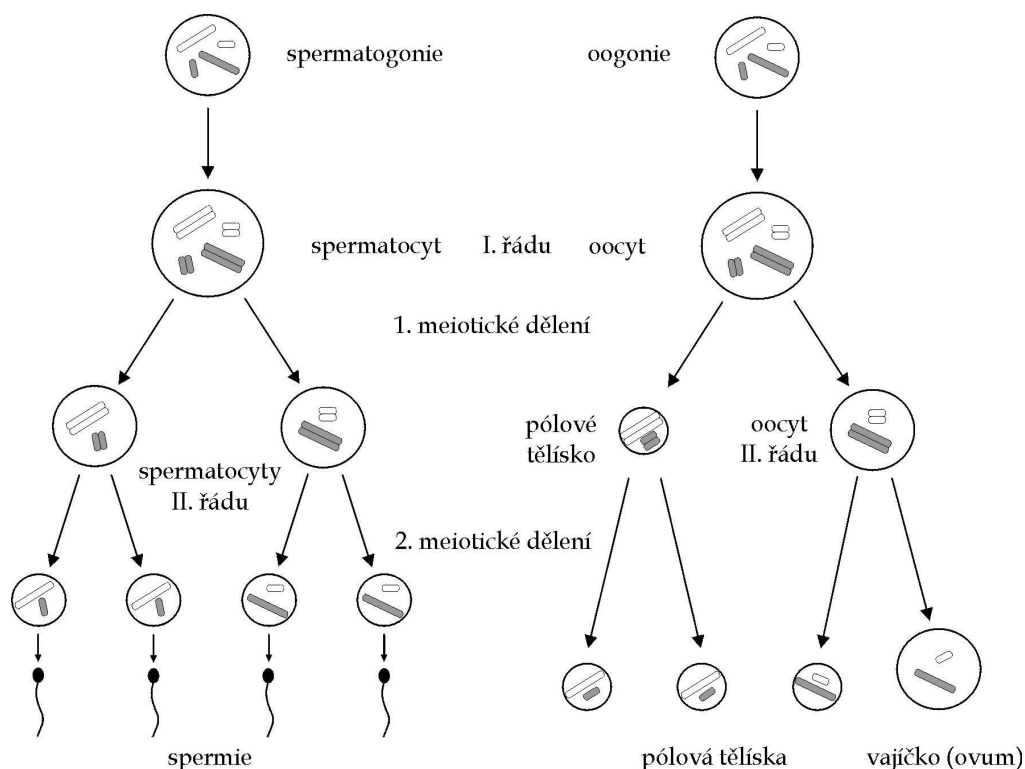 spermatogonie
oogonie
spermatocyt
I. řádu
oocyt
1. meiotické dělení
pólové
tělísko
oocyt
II. řádu
spermatocyty
II. řádu
2. meiotické dělení
spermie
pólová tělíska
vajíčko (ovum)